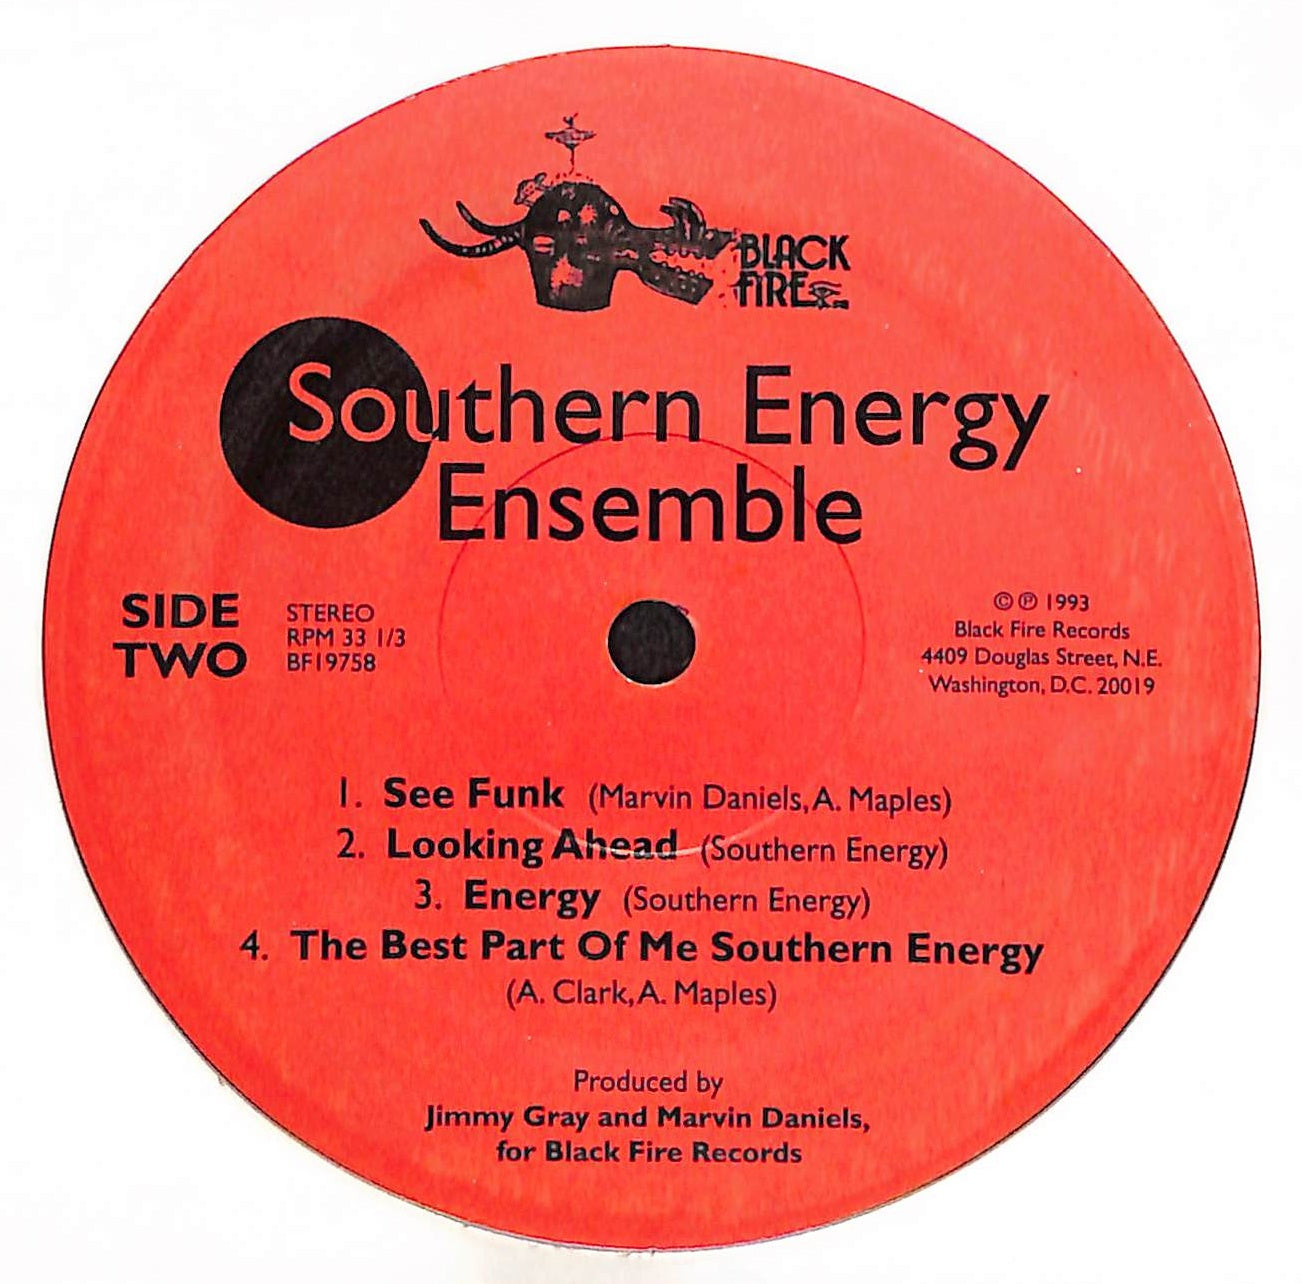 BLACK
FIRE
Southern Energy
Ensemble
SIDE
TWO
STEREO
RPM 33 1/3
BF19758
© ℗ 1993
Black Fire Records
4409 Douglas Street, N.E.
Washington, D.C. 20019
1. See Funk (Marvin Daniels, A. Maples)
2. Looking Ahead (Southern Energy)
3. Energy (Southern Energy)
4. The Best Part Of Me Southern Energy
(A. Clark, A. Maples)
Produced by
Jimmy Gray and Marvin Daniels,
for Black Fire Records